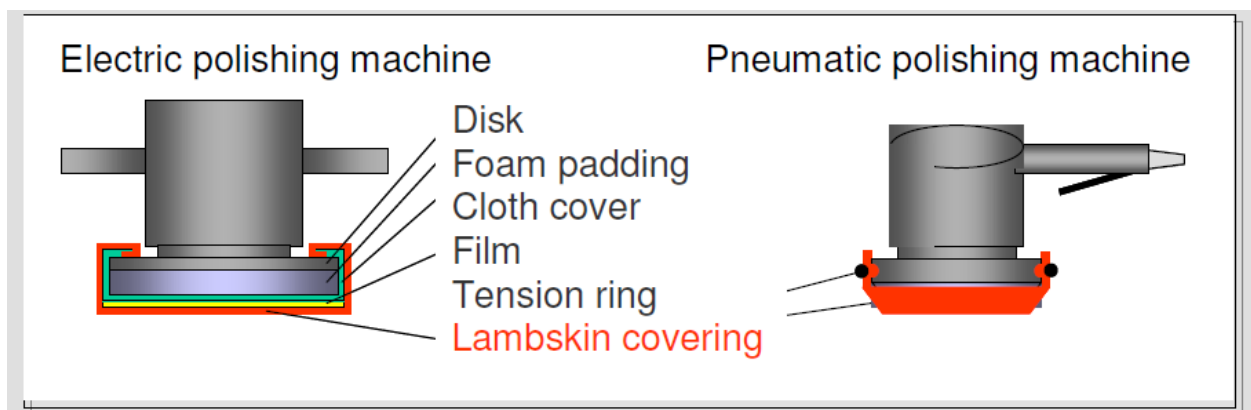 Electric polishing machine
Pneumatic polishing machine
Disk
Foam padding
Cloth cover
Film
Tension ring
Lambskin covering